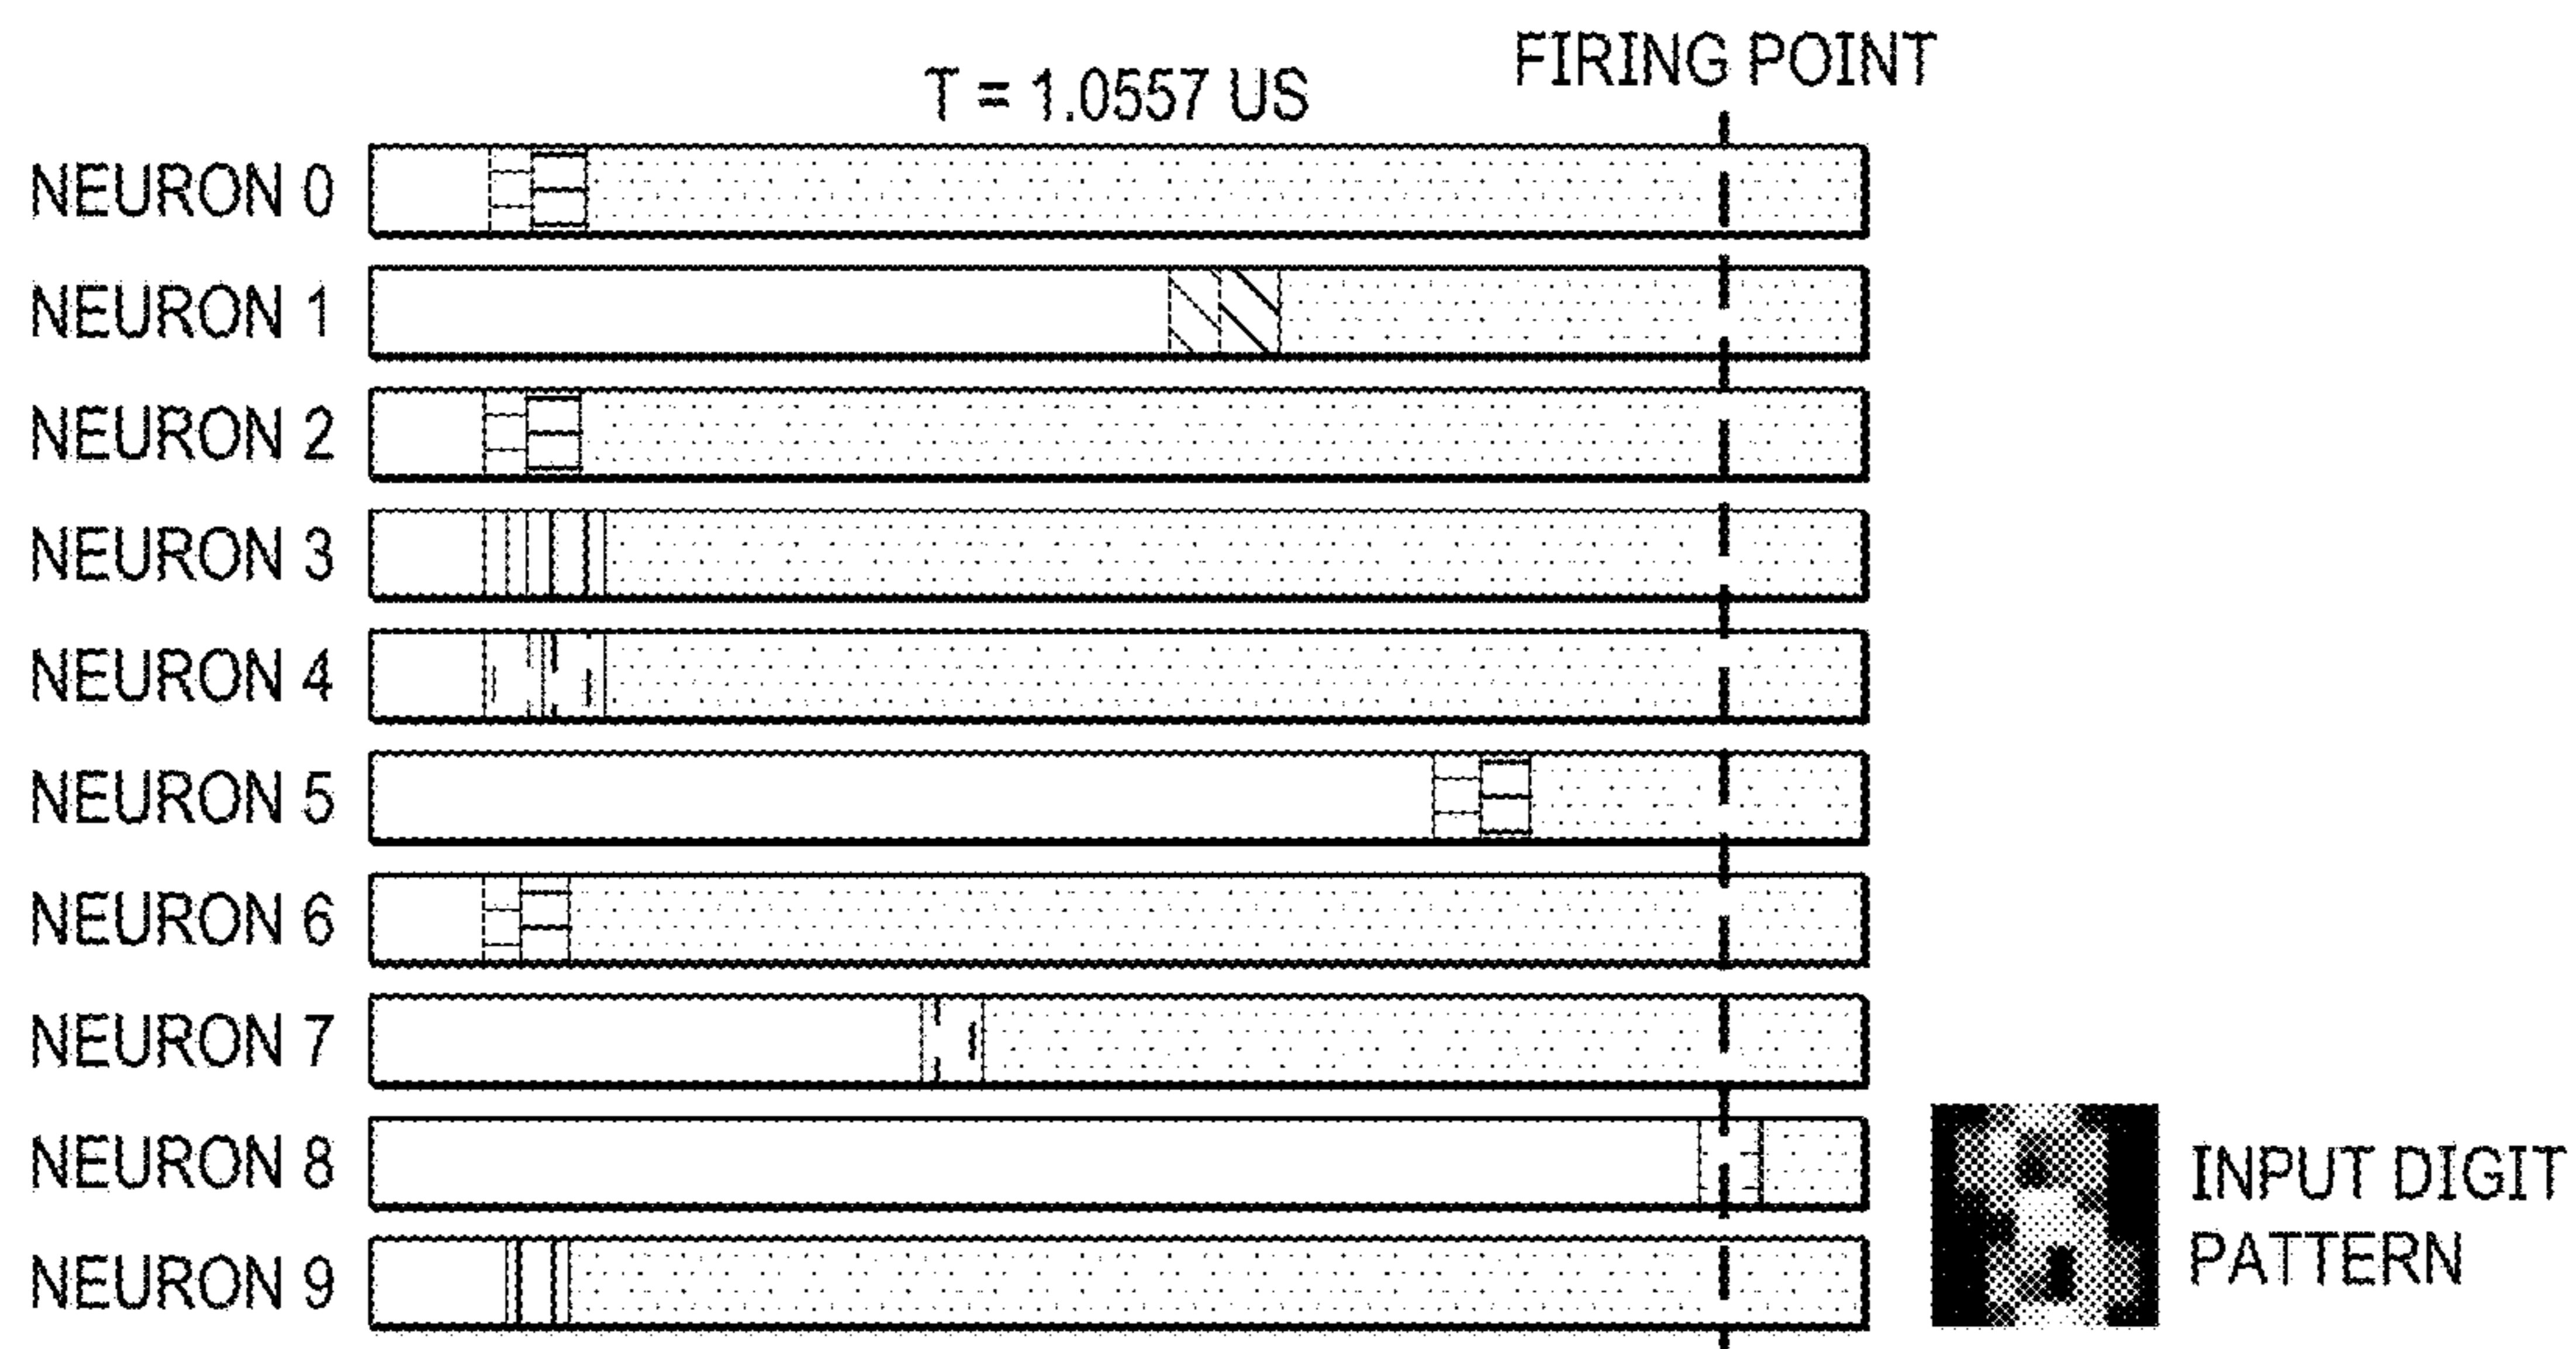 FIRING POINT
T = 1.0557 US
NEURON 0
NEURON 1
NEURON 2
NEURON 3
NEURON 4
NEURON 5
NEURON 6
NEURON 7
NEURON 8
NEURON 9
INPUT DIGIT
PATTERN